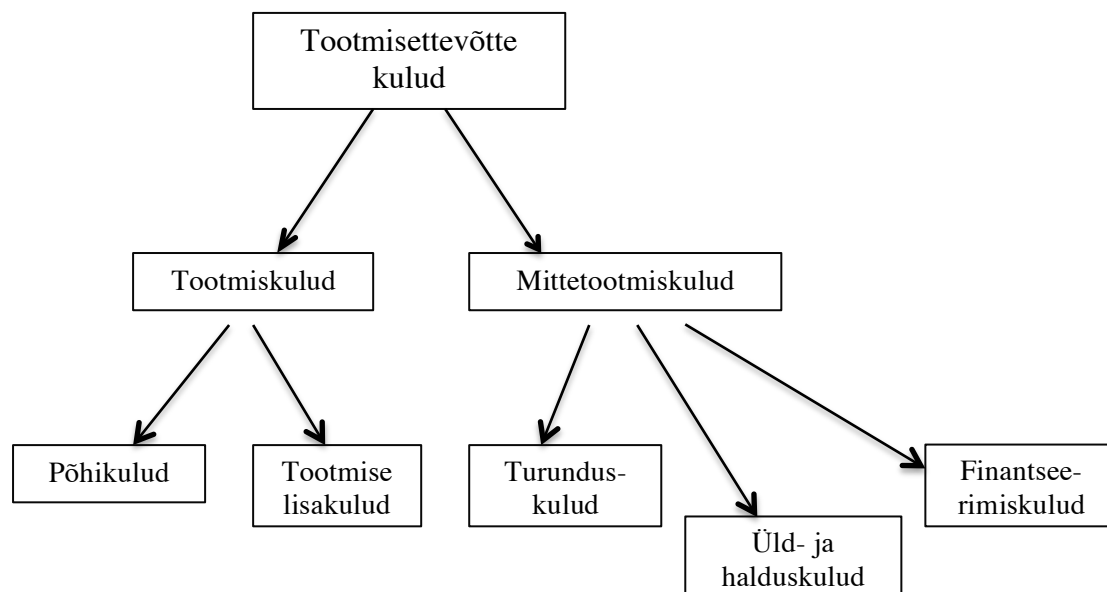 Tootmisettevõtte
kulud
Tootmiskulud
Mittetootmiskulud
Põhikulud
Tootmise
lisakulud
Turundus-
kulud
Üld- ja
halduskulud
Finantsee-
rimiskulud